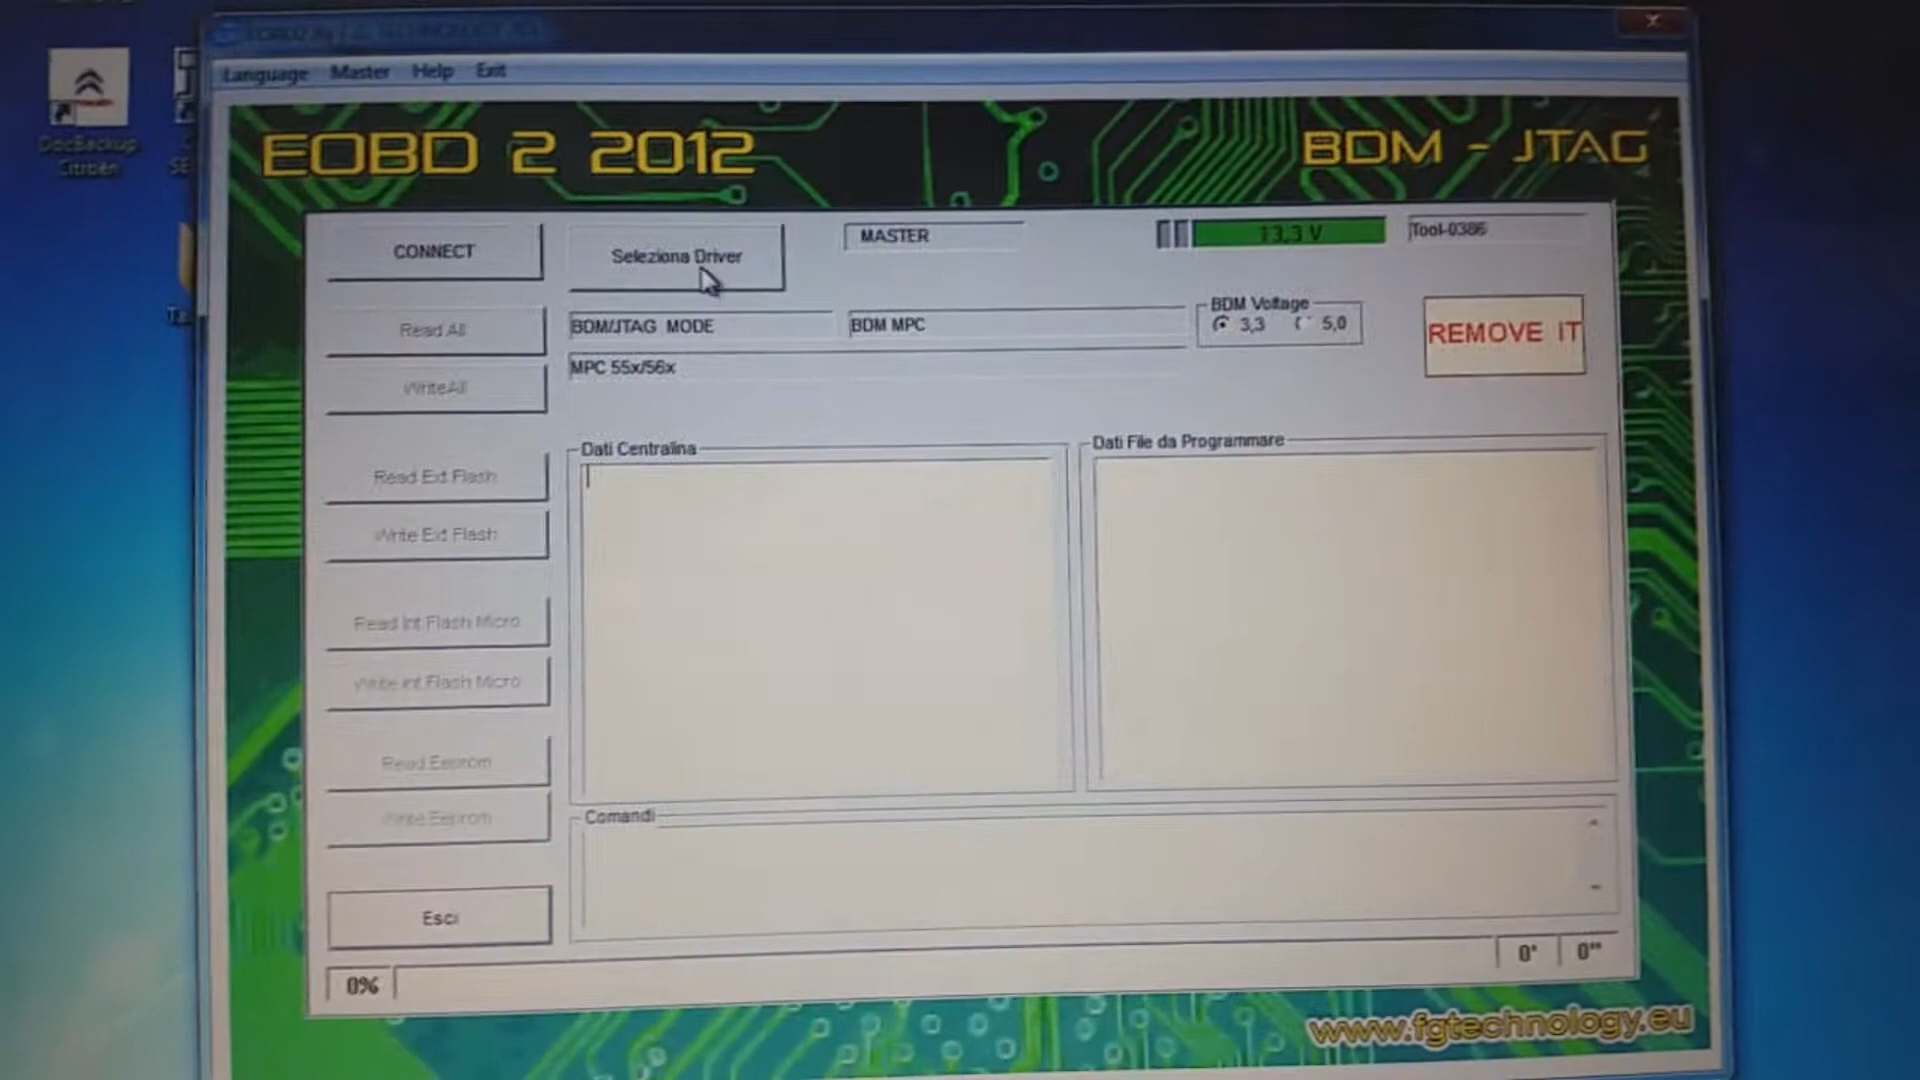 Language Master Help Exit
DocBackup
Citroën
SE
EOBD 2 2012
BDM - JTAG
CONNECT
Seleziona Driver
MASTER
13,3 V
Tool-0386
Read All
BDM/JTAG MODE
BDM MPC
BDM Voltage
3,3
5,0
REMOVE IT
MPC 55x/56x
Write All
Dati Centralina
Dati File da Programmare
Read Ext Flash
Write Ext Flash
Read Int Flash Micro
Write Int Flash Micro
Read Eeprom
Write Eeprom
Comandi
Esci
0%
0*
0**
www.fgtechnology.eu